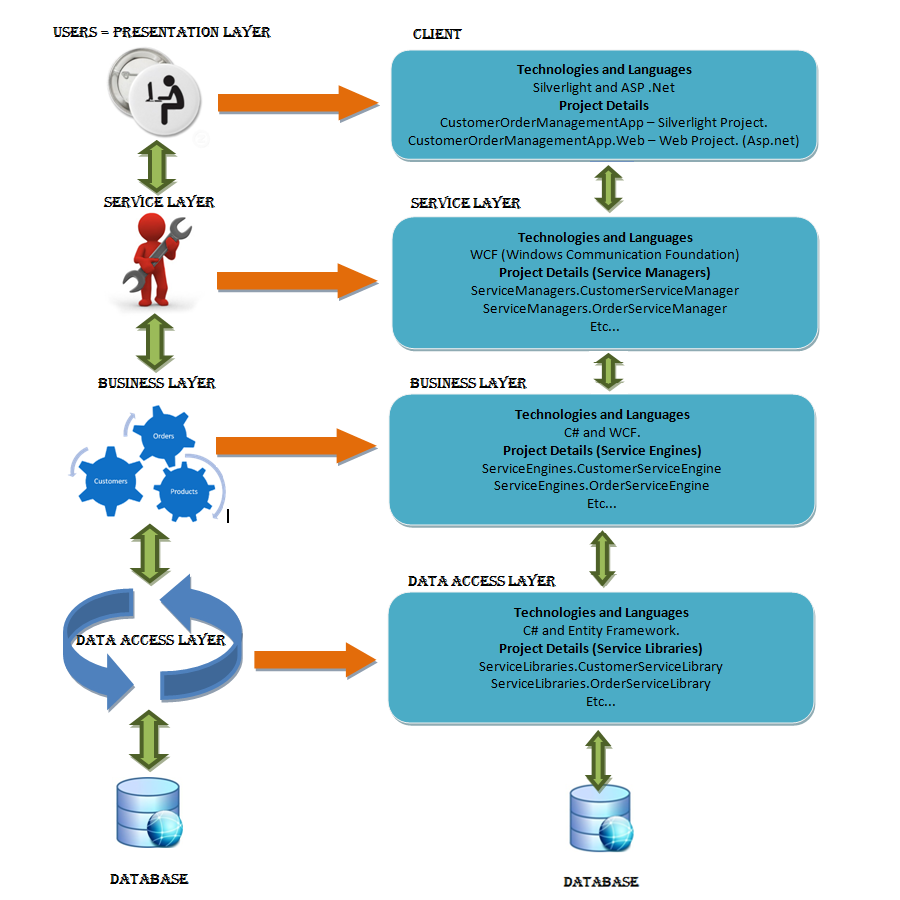 USERS = PRESENTATION LAYER
CLIENT
Technologies and Languages
Silverlight and ASP .Net
Project Details
CustomerOrderManagementApp – Silverlight Project.
CustomerOrderManagementApp.Web – Web Project. (Asp.net)
SERVICE LAYER
SERVICE LAYER
Technologies and Languages
WCF (Windows Communication Foundation)
Project Details (Service Managers)
ServiceManagers.CustomerServiceManager
ServiceManagers.OrderServiceManager
Etc...
BUSINESS LAYER
BUSINESS LAYER
Orders
Customers
Products
Technologies and Languages
C# and WCF.
Project Details (Service Engines)
ServiceEngines.CustomerServiceEngine
ServiceEngines.OrderServiceEngine
Etc...
DATA ACCESS LAYER
DATA ACCESS LAYER
Technologies and Languages
C# and Entity Framework.
Project Details (Service Libraries)
ServiceLibraries.CustomerServiceLibrary
ServiceLibraries.OrderServiceLibrary
Etc...
DATABASE
DATABASE